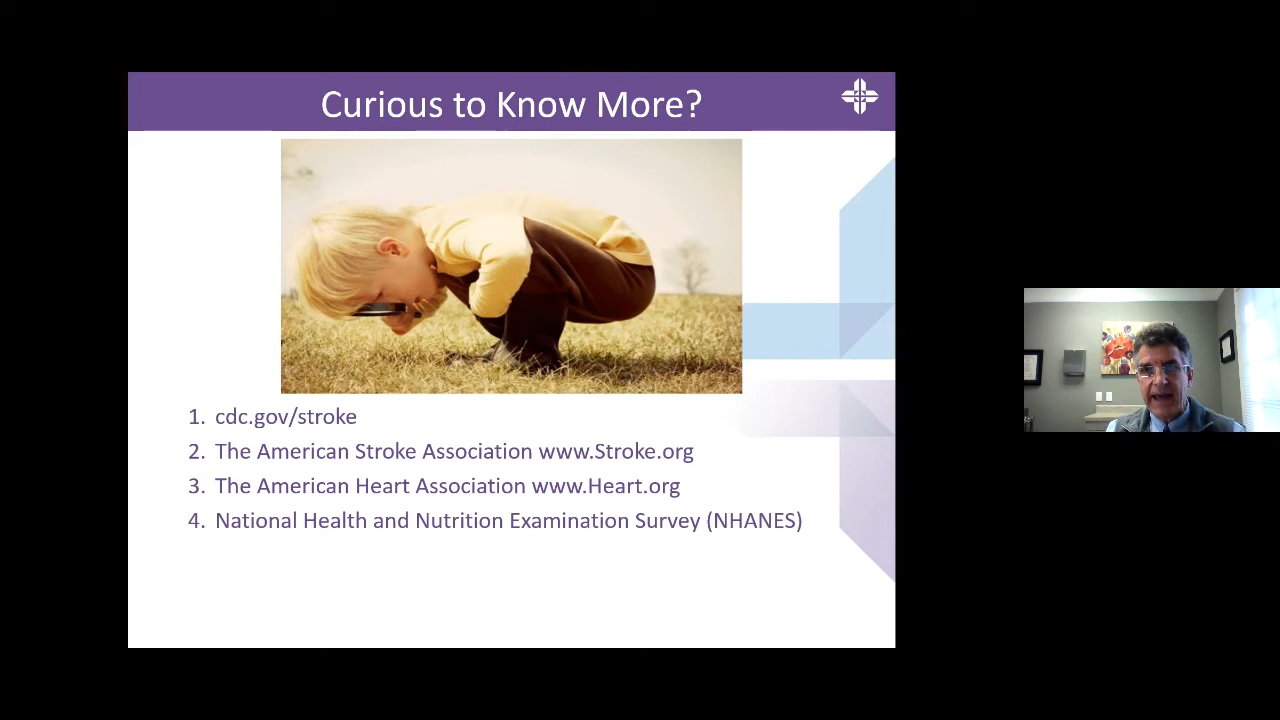 Curious to Know More?
1. cdc.gov/stroke
2. The American Stroke Association www.Stroke.org
3. The American Heart Association www.Heart.org
4. National Health and Nutrition Examination Survey (NHANES)